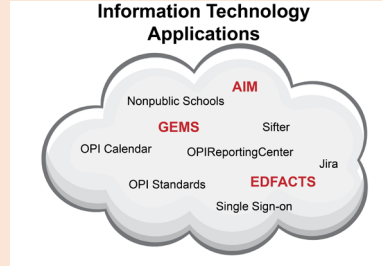 Information Technology
Applications
AIM
Nonpublic Schools
GEMS
Sifter
OPI Calendar
OPIReportingCenter
Jira
OPI Standards
EDFACTS
Single Sign-on